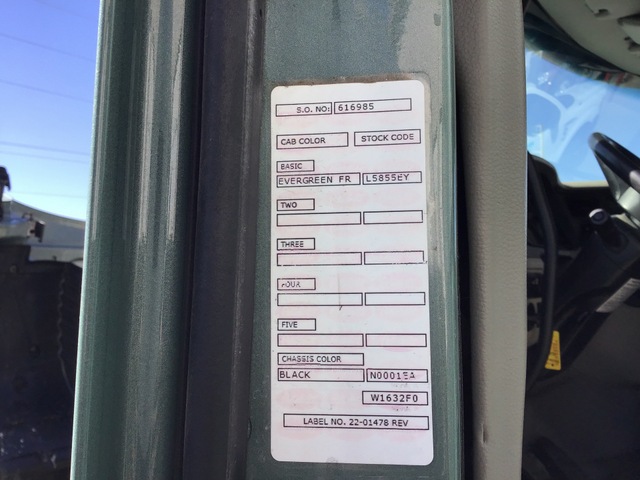 S.O. NO: 616985
CAB COLOR STOCK CODE
BASIC
EVERGREEN FR L5855EY
TWO
THREE
FOUR
FIVE
CHASSIS COLOR
BLACK N0001EA
W1632F0
LABEL NO. 22-01478 REV